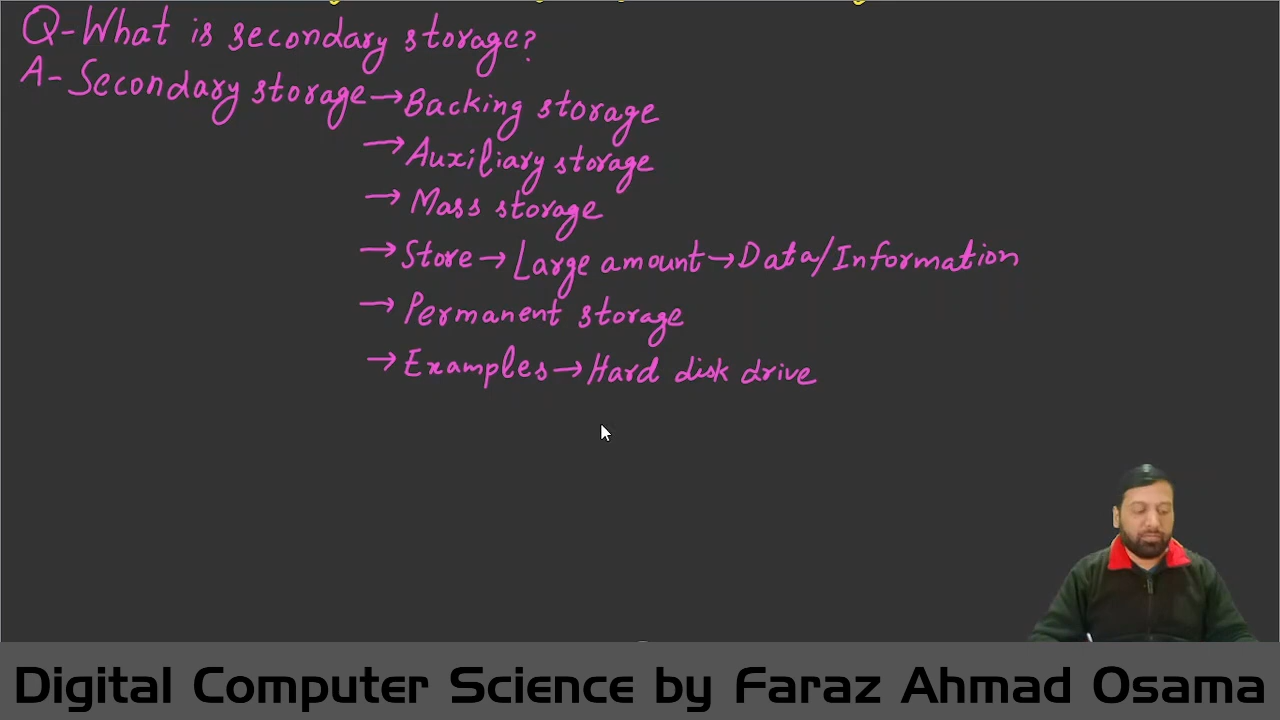 Q-What is secondary storage?
A-Secondary storage→Backing storage
→Auxiliary storage
→Mass storage
→Store→Large amount→Data/Information
→Permanent storage
→Examples→Hard disk drive
Digital Computer Science by Faraz Ahmad Osama